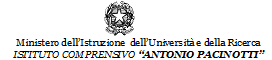 Ministero dell'Istruzione dell'Università e della Ricerca
ISTITUTO COMPRENSIVO "ANTONIO PACINOTTI"